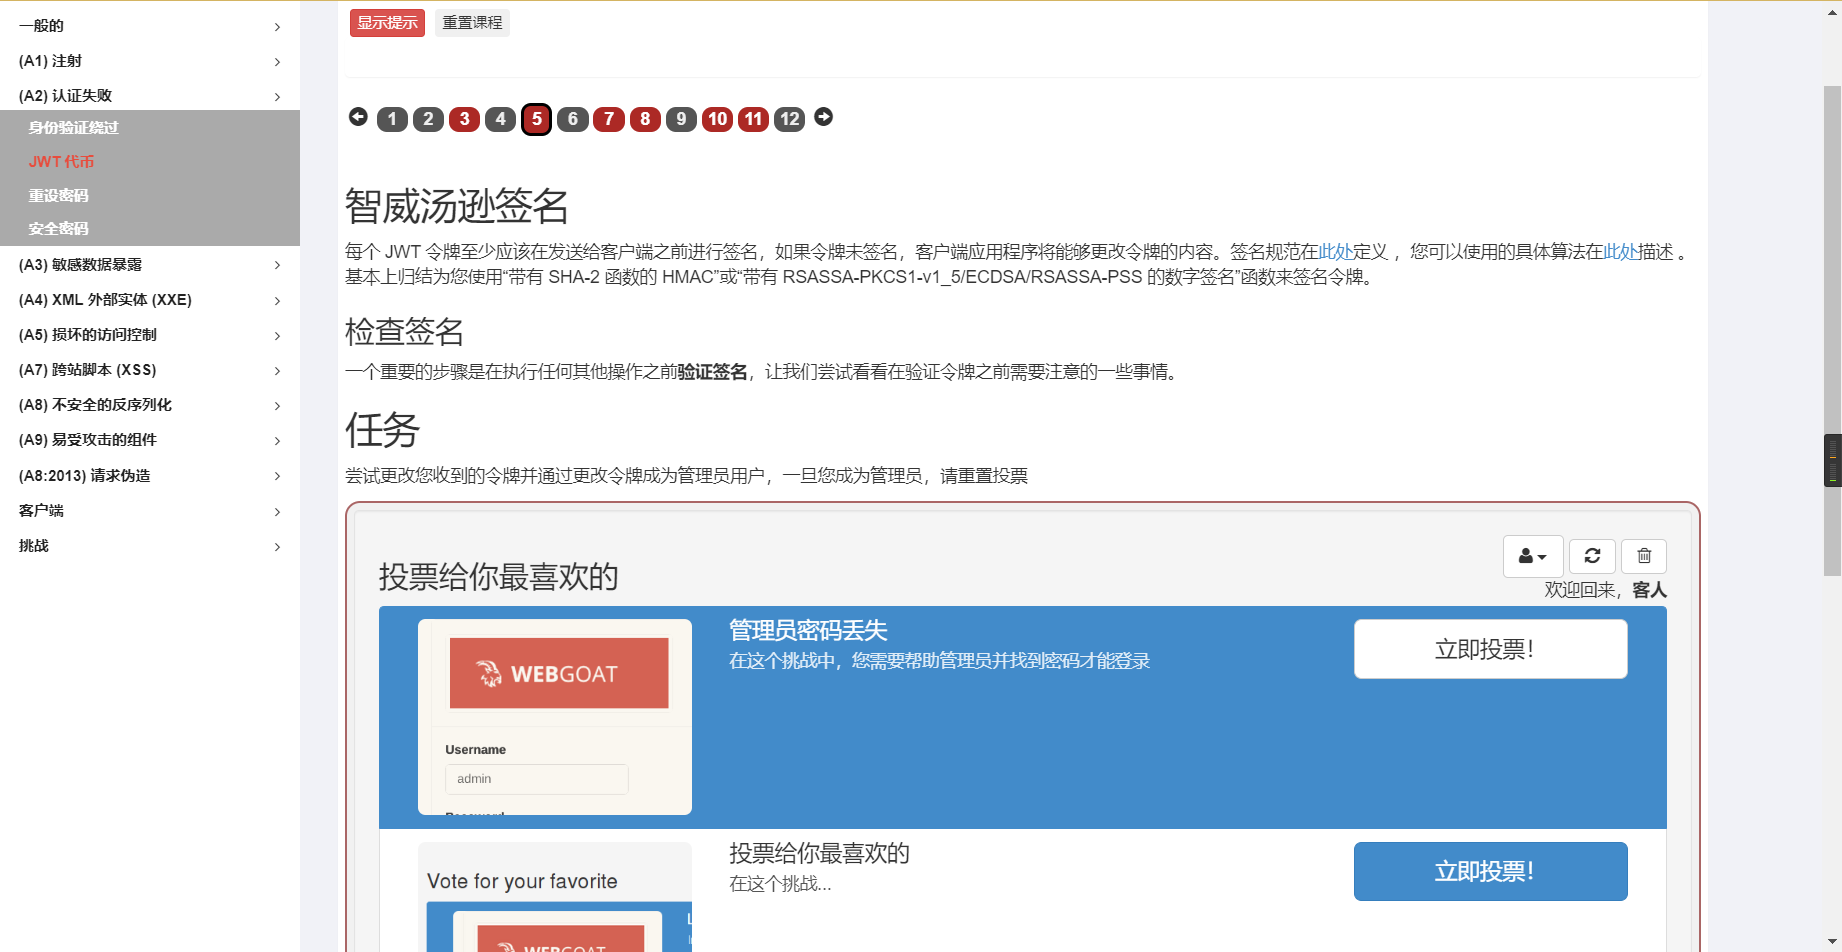 一般的
(A1) 注射
(A2) 认证失败
身份验证绕过
JWT 代币
重设密码
安全密码
(A3) 敏感数据暴露
(A4) XML 外部实体 (XXE)
(A5) 损坏的访问控制
(A7) 跨站脚本 (XSS)
(A8) 不安全的反序列化
(A9) 易受攻击的组件
(A8:2013) 请求伪造
客户端
挑战
显示提示 重置课程
1 2 3 4 5 6 7 8 9 10 11 12
智威汤逊签名
每个 JWT 令牌至少应该在发送给客户端之前进行签名，如果令牌未签名，客户端应用程序将能够更改令牌的内容。签名规范在此处定义 ，您可以使用的具体算法在此处描述 。
基本上归结为您使用“带有 SHA-2 函数的 HMAC”或“带有 RSASSA-PKCS1-v1_5/ECDSA/RSASSA-PSS 的数字签名”函数来签名令牌。
检查签名
一个重要的步骤是在执行任何其他操作之前验证签名，让我们尝试看看在验证令牌之前需要注意的一些事情。
任务
尝试更改您收到的令牌并通过更改令牌成为管理员用户，一旦您成为管理员，请重置投票
投票给你最喜欢的
欢迎回来，客人
WEBGOAT
Username
admin
Password
管理员密码丢失
在这个挑战中，您需要帮助管理员并找到密码才能登录
立即投票！
Vote for your favorite
WEBGOAT
投票给你最喜欢的
在这个挑战...
立即投票！